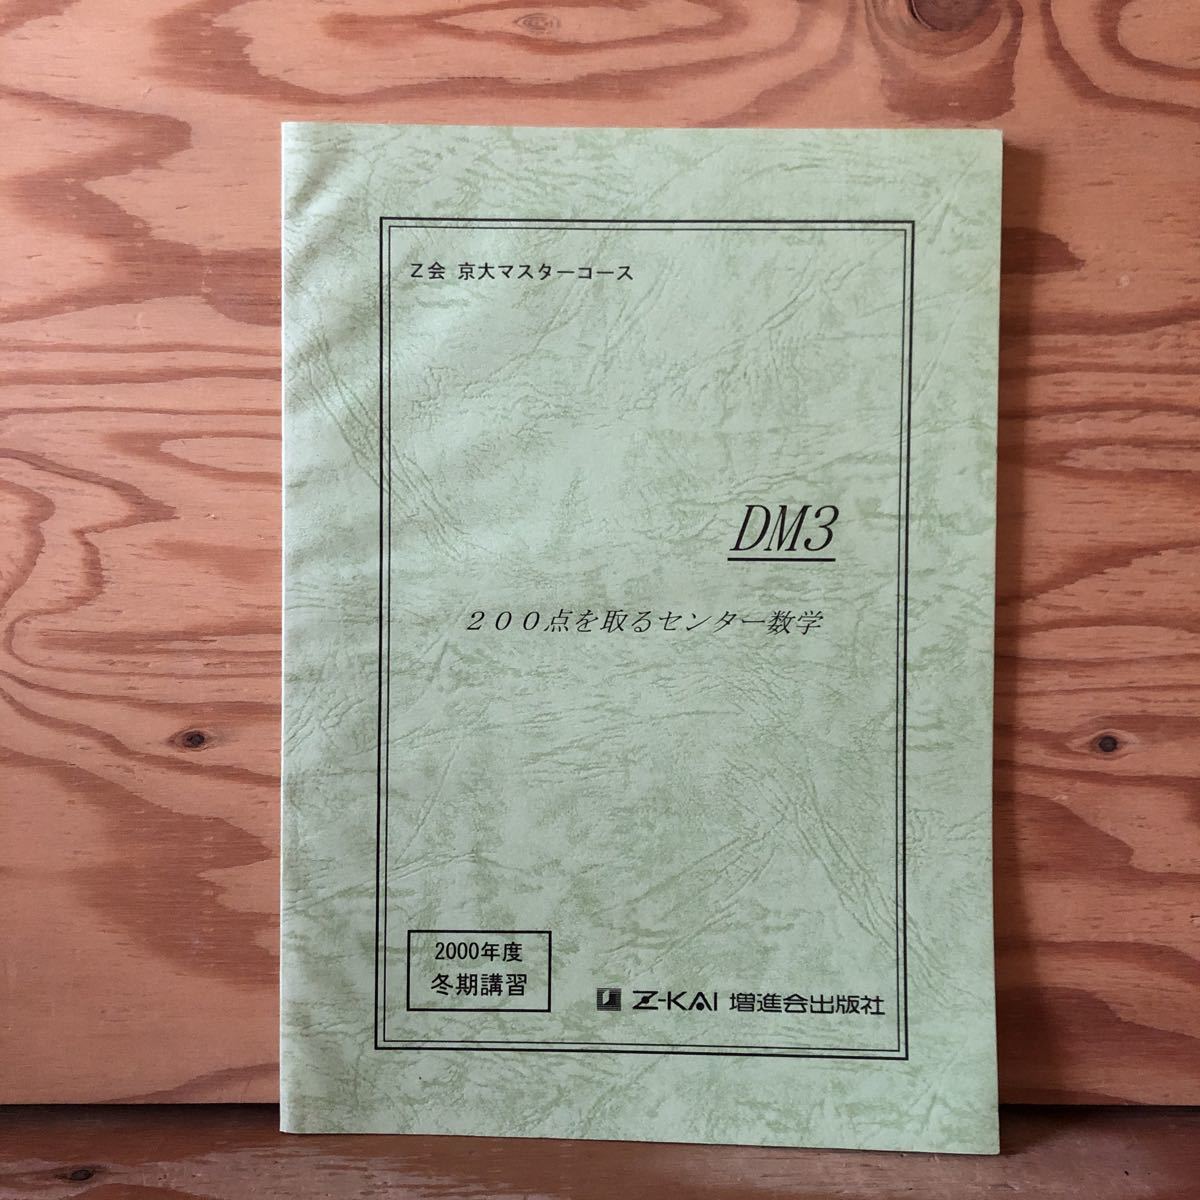 Z会 京大マスターコース
DM3
２００点を取るセンター数学
2000年度
冬期講習
Z-KAI 増進会出版社